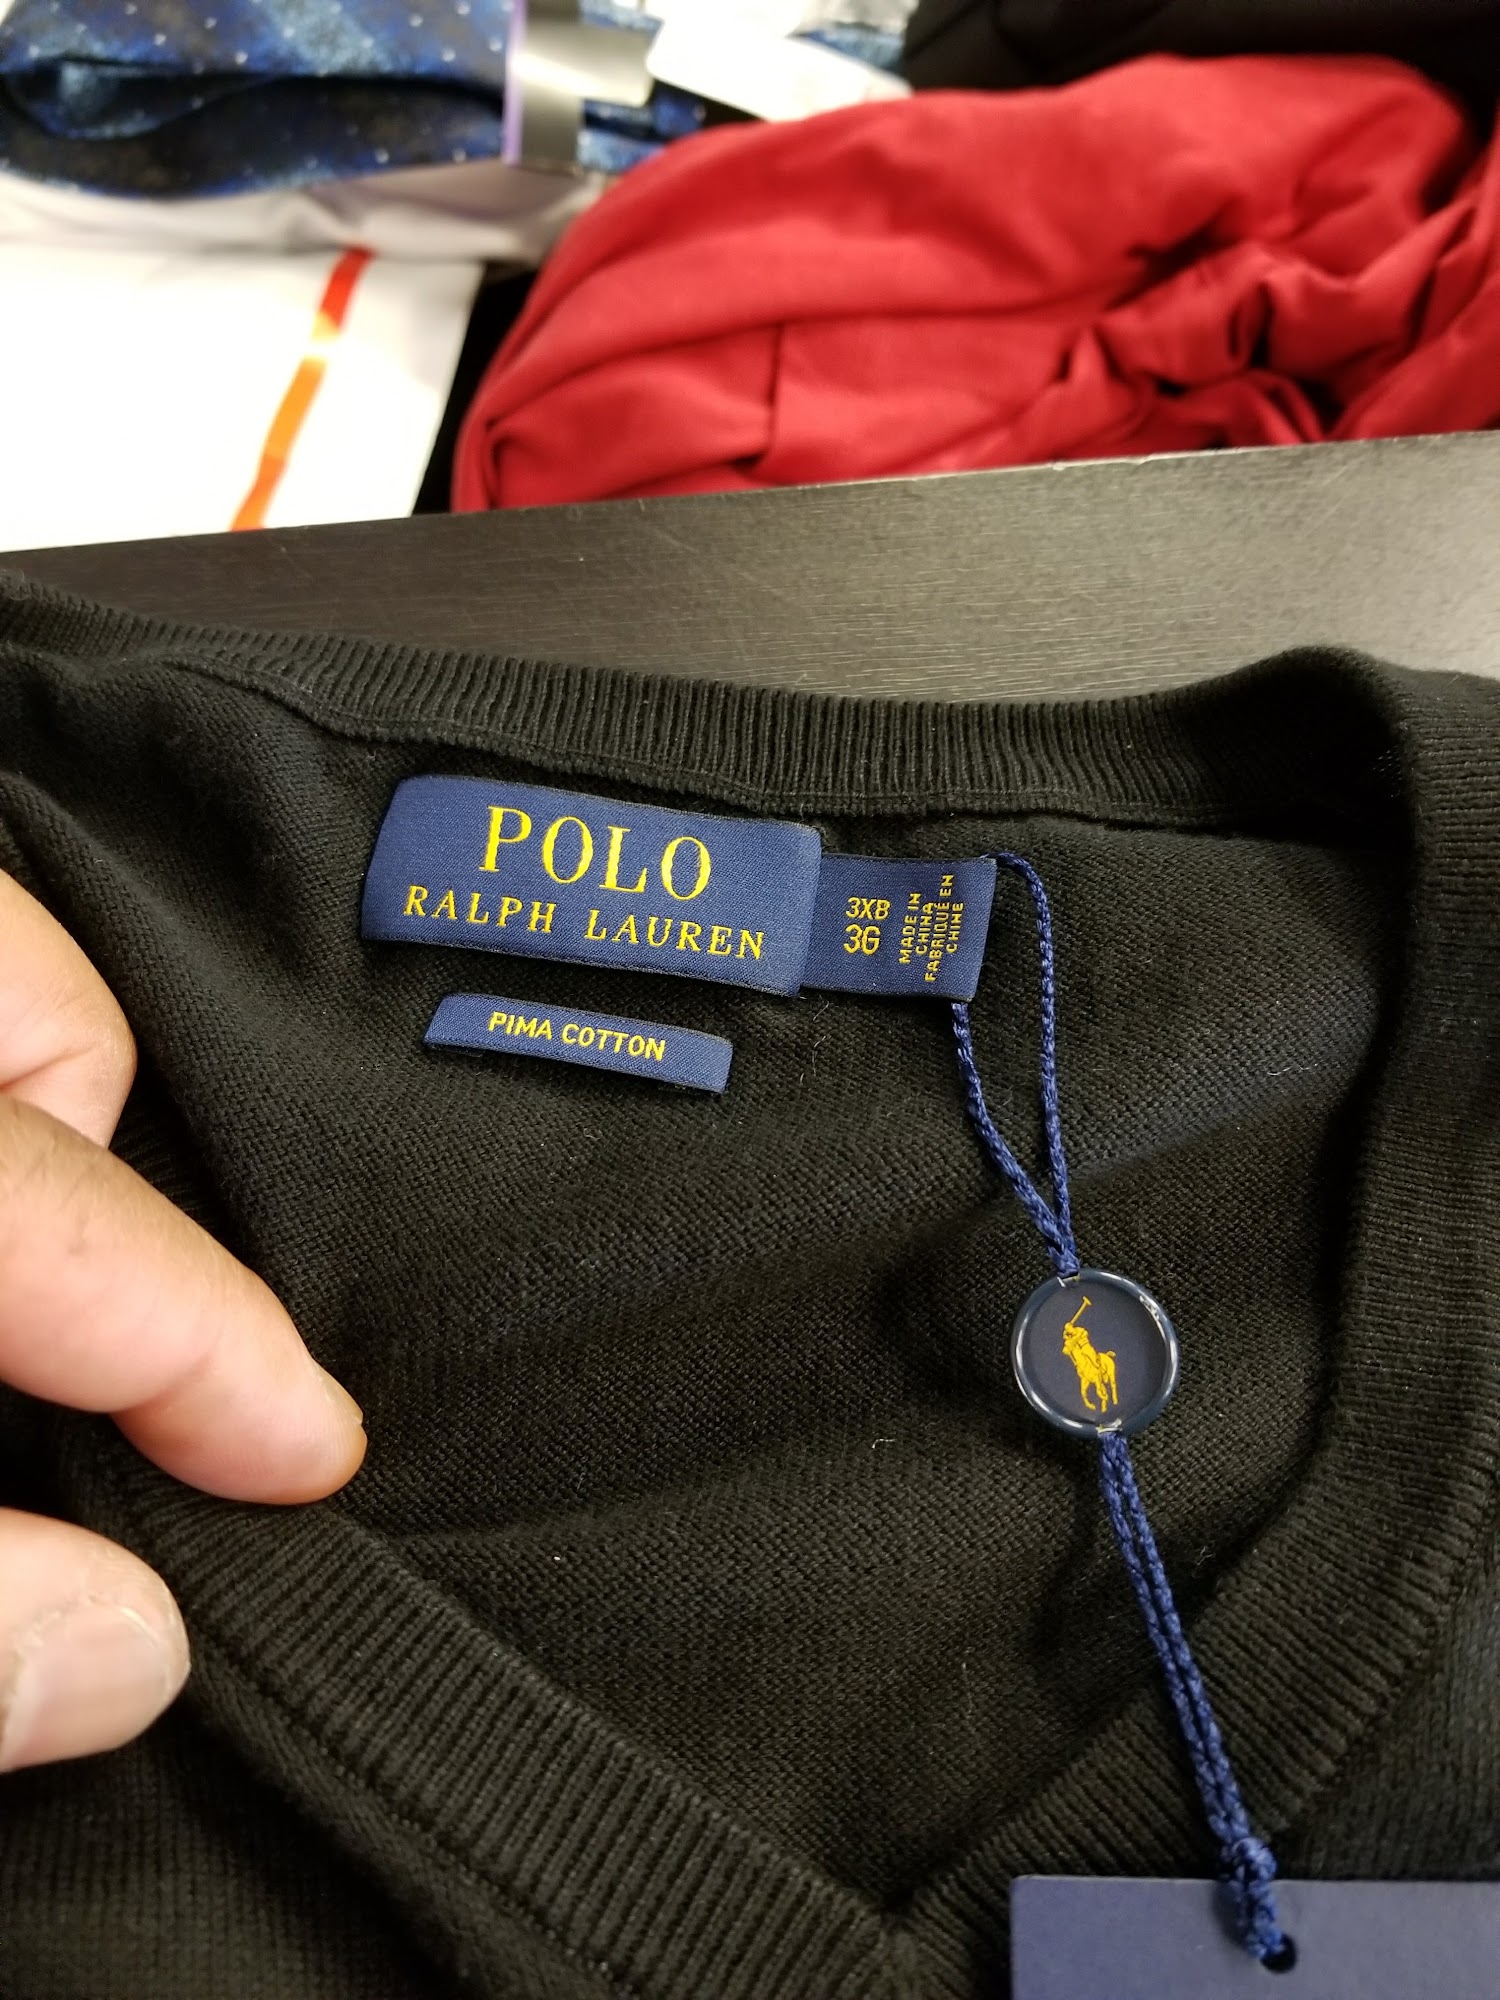 POLO
RALPH LAUREN
3XB
3G
MADE IN
CHINA
FABRIQUÉ EN
CHINE
PIMA COTTON